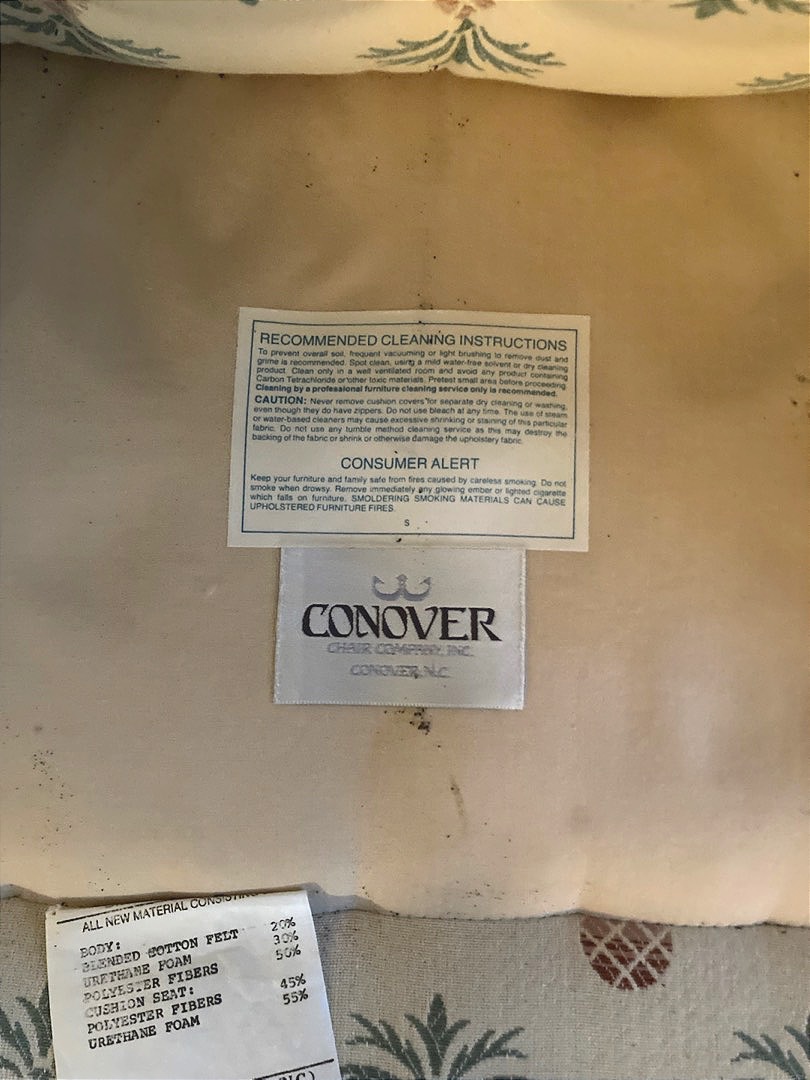 RECOMMENDED CLEANING INSTRUCTIONS
To prevent overall soil, frequent vacuuming or light brushing to remove dust and
grime is recommended. Spot clean, using a mild water-free solvent or dry cleaning
product. Clean only in a well ventilated room and avoid any product containing
Carbon Tetrachloride or other toxic materials. Pretest small area before proceeding.
Cleaning by a professional furniture cleaning service only is recommended.
CAUTION: Never remove cushion covers for separate dry cleaning or washing,
even though they do have zippers. Do not use bleach at any time. The use of steam
or water-based cleaners may cause excessive shrinking or staining of this particular
fabric. Do not use any tumble method cleaning service as this may destroy the
backing of the fabric or shrink or otherwise damage the upholstery fabric.
CONSUMER ALERT
Keep your furniture and family safe from fires caused by careless smoking. Do not
smoke when drowsy. Remove immediately any glowing ember or lighted cigarette
which falls on furniture. SMOLDERING SMOKING MATERIALS CAN CAUSE
UPHOLSTERED FURNITURE FIRES.
S
CONOVER
CHAIR COMPANY, INC.
CONOVER, N.C.
ALL NEW MATERIAL
BODY:
BLENDED COTTON FELT 20%
URETHANE FOAM 30%
POLYESTER FIBERS 50%
CUSHION SEAT:
POLYESTER FIBERS 45%
URETHANE FOAM 55%